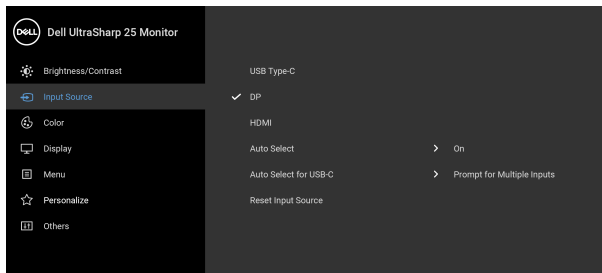 DELL Dell UltraSharp 25 Monitor
Brightness/Contrast
USB Type-C
Input Source
DP
Color
HDMI
Display
Auto Select
On
Menu
Auto Select for USB-C
Prompt for Multiple Inputs
Personalize
Reset Input Source
Others